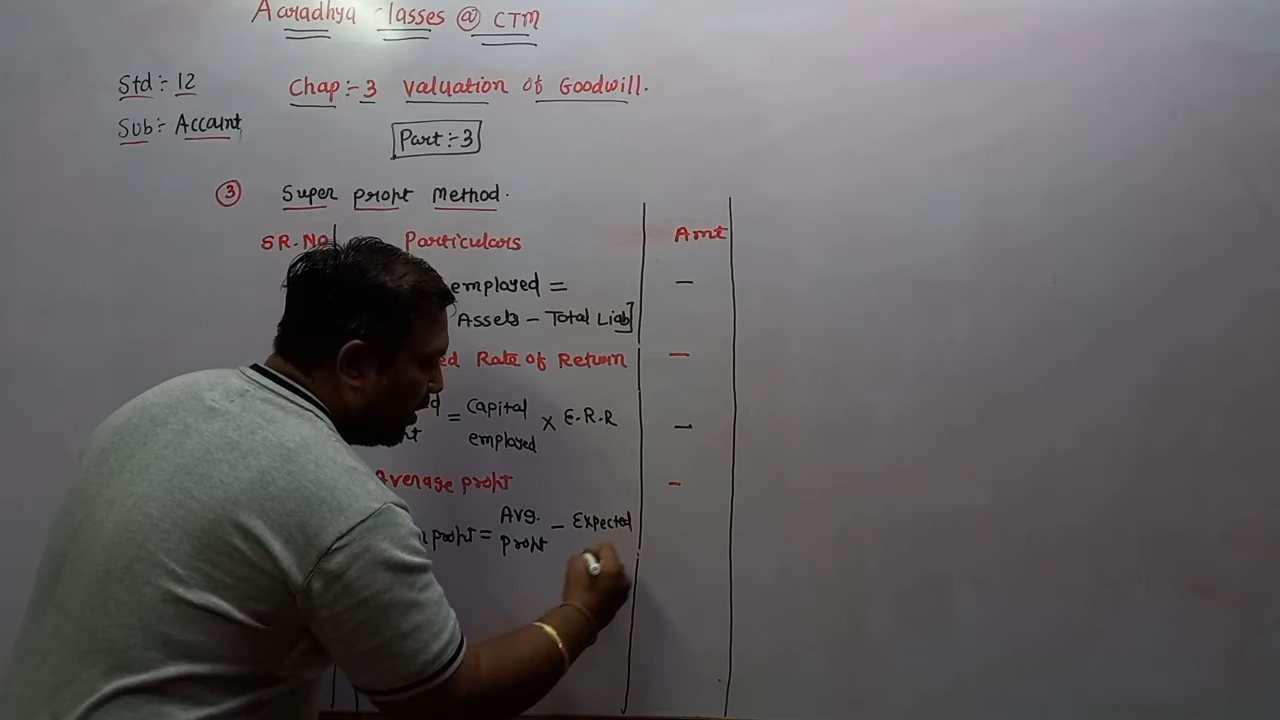 Aaradhya Classes @ CTM
Std:- 12
Chap:- 3 Valuation of Goodwill.
Sub:- Account
Part:-3
③ Super profit Method.
SR.No Particulars Amt
employed = -
Assets - Total Liab]
Rate of Return -
= Capital employed × E.R.R -
Average profit -
profit = Avg. profit - Expected